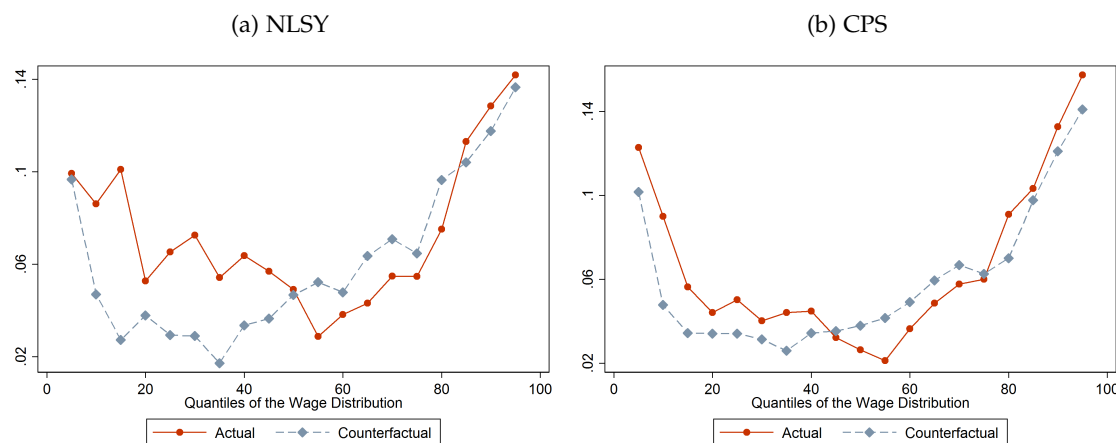 (a) NLSY
.14
.1
.06
.02
0 20 40 60 80 100
Quantiles of the Wage Distribution
Actual Counterfactual
(b) CPS
.14
.1
.06
.02
0 20 40 60 80 100
Quantiles of the Wage Distribution
Actual Counterfactual